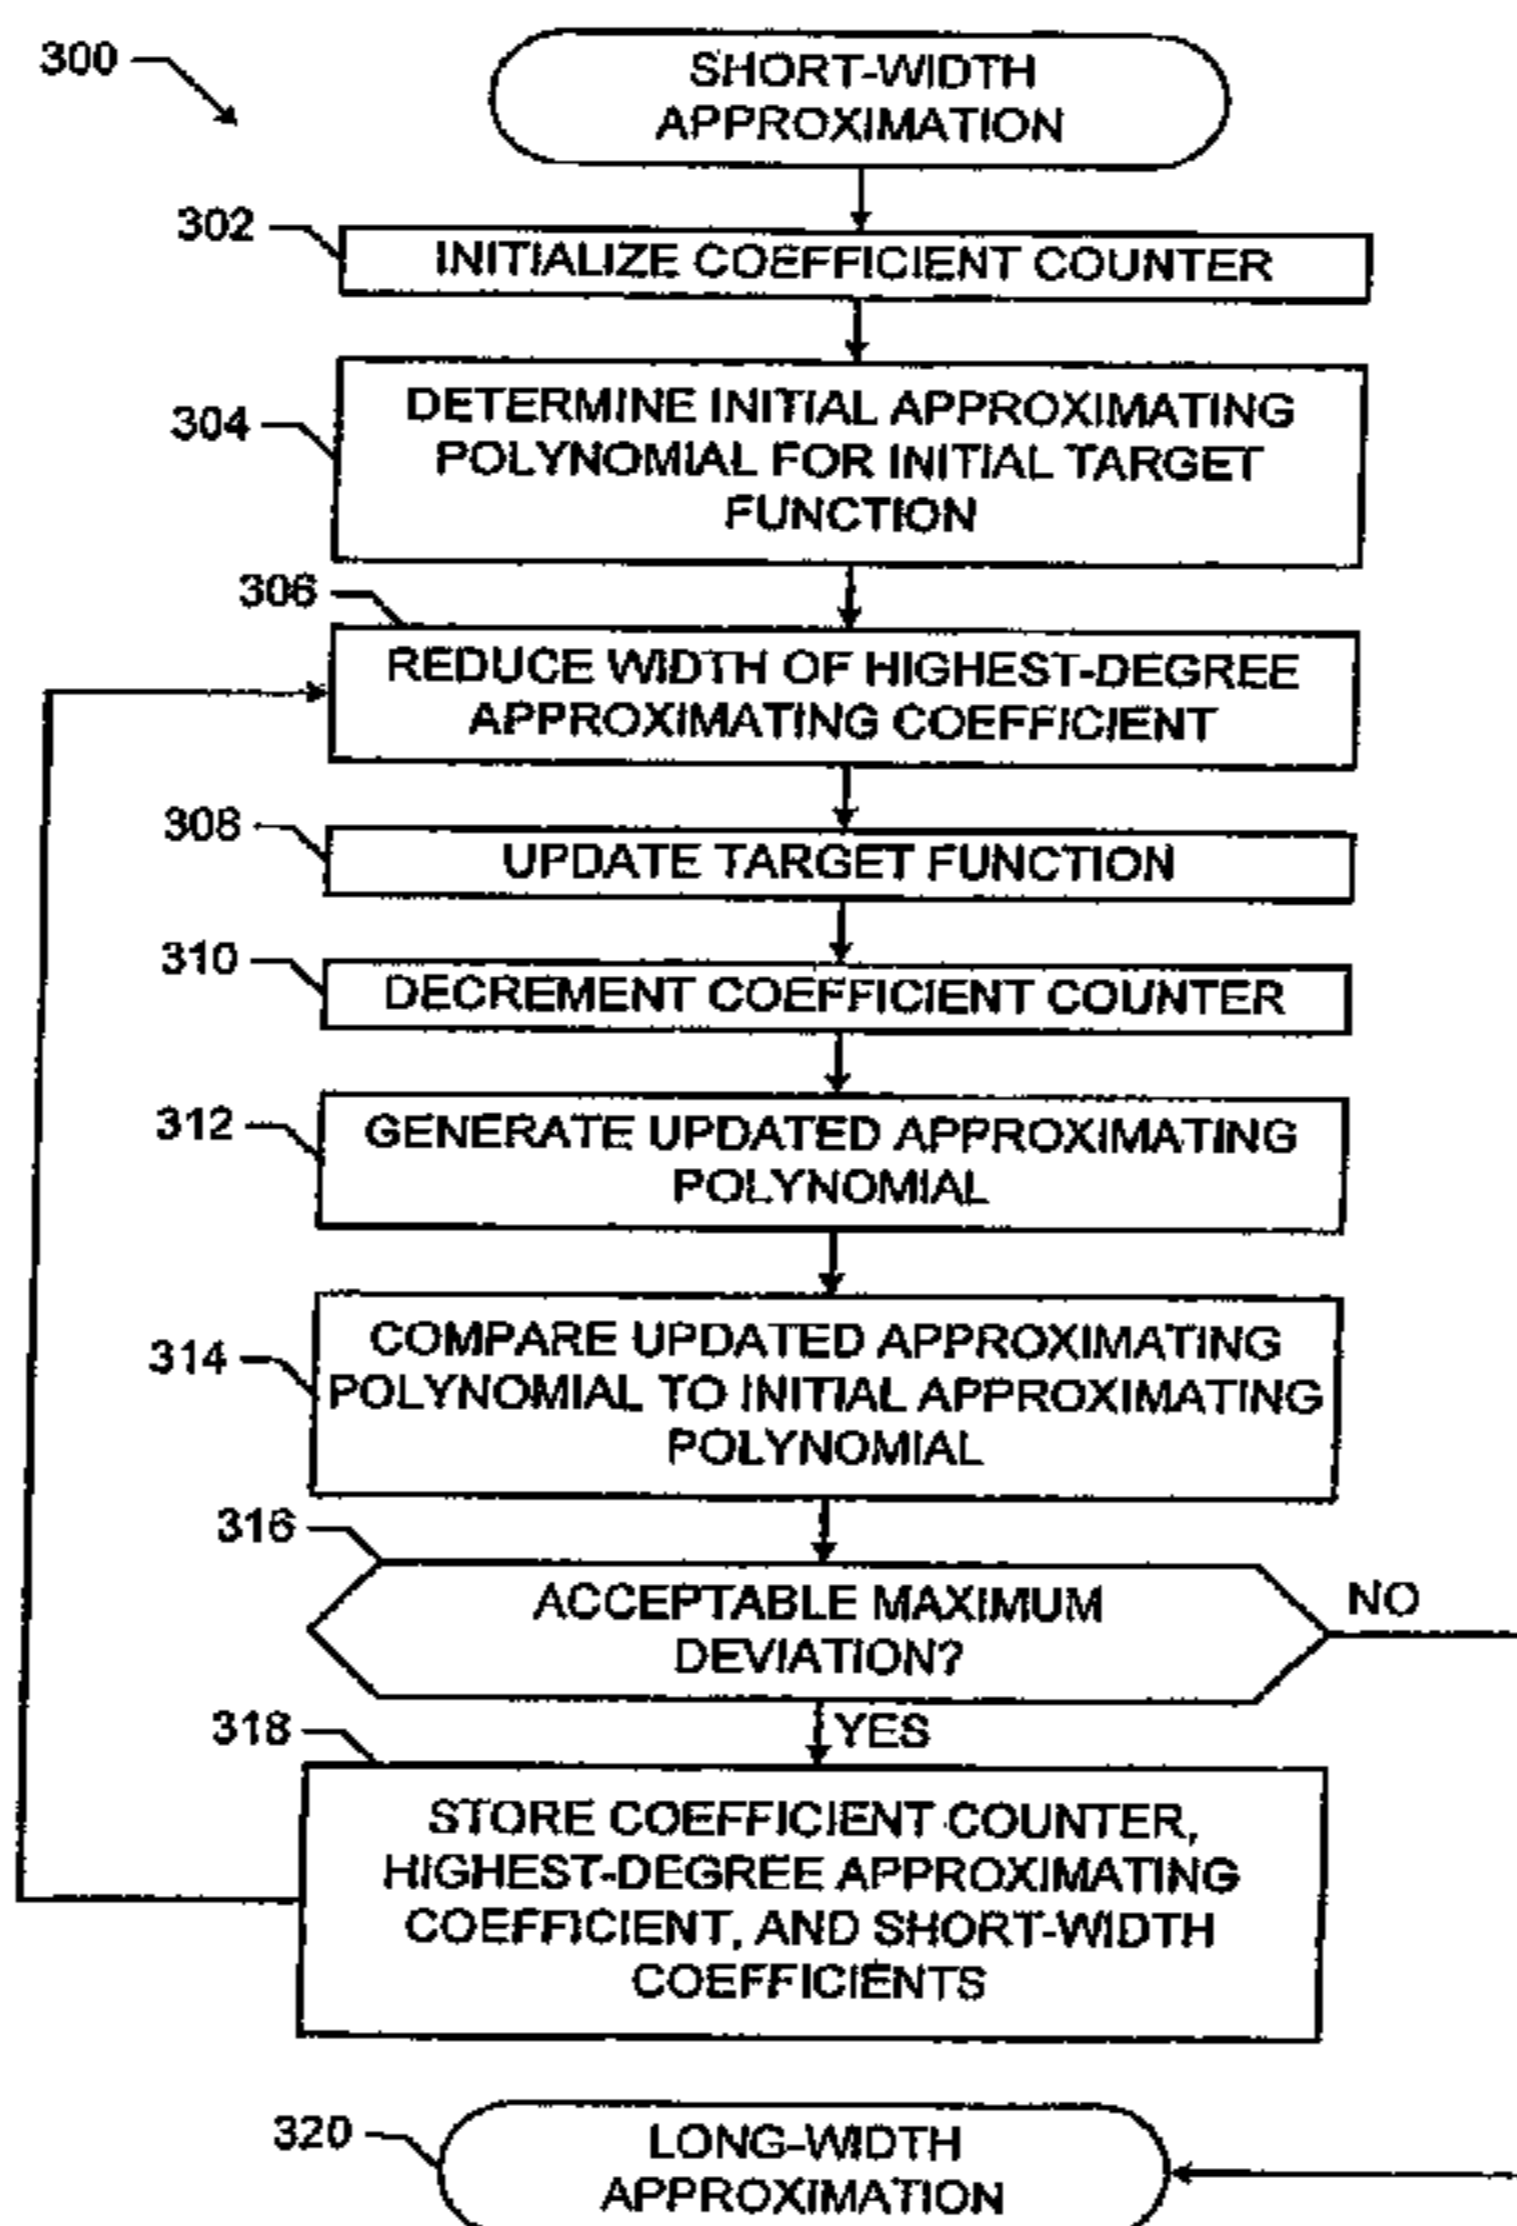 300
SHORT-WIDTH
APPROXIMATION
302
INITIALIZE COEFFICIENT COUNTER
304
DETERMINE INITIAL APPROXIMATING
POLYNOMIAL FOR INITIAL TARGET
FUNCTION
306
REDUCE WIDTH OF HIGHEST-DEGREE
APPROXIMATING COEFFICIENT
308
UPDATE TARGET FUNCTION
310
DECREMENT COEFFICIENT COUNTER
312
GENERATE UPDATED APPROXIMATING
POLYNOMIAL
314
COMPARE UPDATED APPROXIMATING
POLYNOMIAL TO INITIAL APPROXIMATING
POLYNOMIAL
316
ACCEPTABLE MAXIMUM
DEVIATION?
NO
YES
318
STORE COEFFICIENT COUNTER,
HIGHEST-DEGREE APPROXIMATING
COEFFICIENT, AND SHORT-WIDTH
COEFFICIENTS
320
LONG-WIDTH
APPROXIMATION